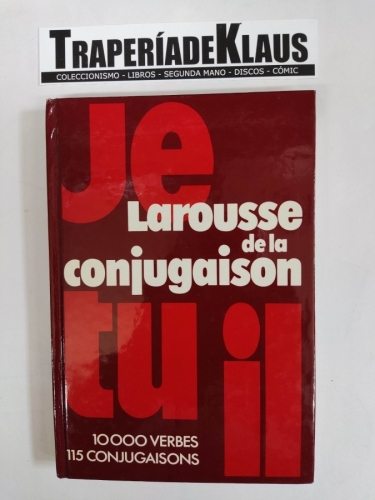 TRAPERÍADEKLAUS
COLECCIONISMO - LIBROS - SEGUNDA MANO - DISCOS - CÓMIC
Je
LAROUSSE
de la
conjugaison
tu il
10 000 VERBES
115 CONJUGAISONS